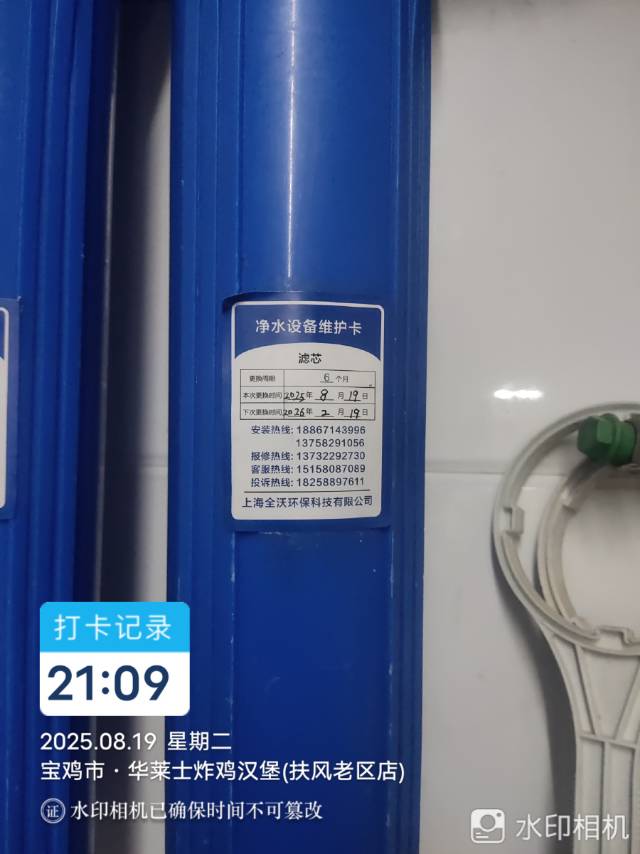 净水设备维护卡
滤芯
更换周期 6 个月
本次更换时间 2025年 8 月 19 日
下次更换时间 2026年 2 月 19 日
安装热线: 18867143996
13758291056
报修热线: 13732292730
客服热线: 15158087089
投诉热线: 18258897611
上海全沃环保科技有限公司
打卡记录
21:09
2025.08.19 星期二
宝鸡市·华莱士炸鸡汉堡(扶风老区店)
证 水印相机已确保时间不可篡改
水印相机